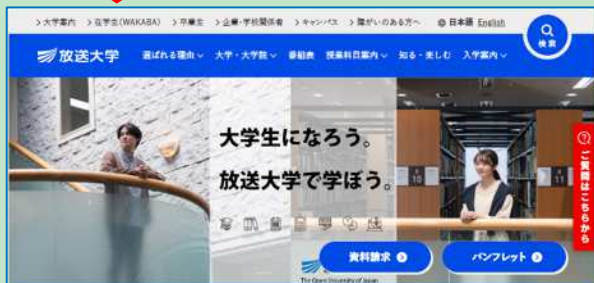 大学案内 在学生(WAKABA) 卒業生 企業・学校関係者 キャンパス 障がいのある方へ 日本語 English
検索
放送大学 選ばれる理由 大学・大学院 番組表 授業科目案内 知る・楽しむ 入学案内
大学生になろう。
放送大学で学ぼう。
10
11
ご質問はこちらから
資料請求 パンフレット
The Open University of Japan